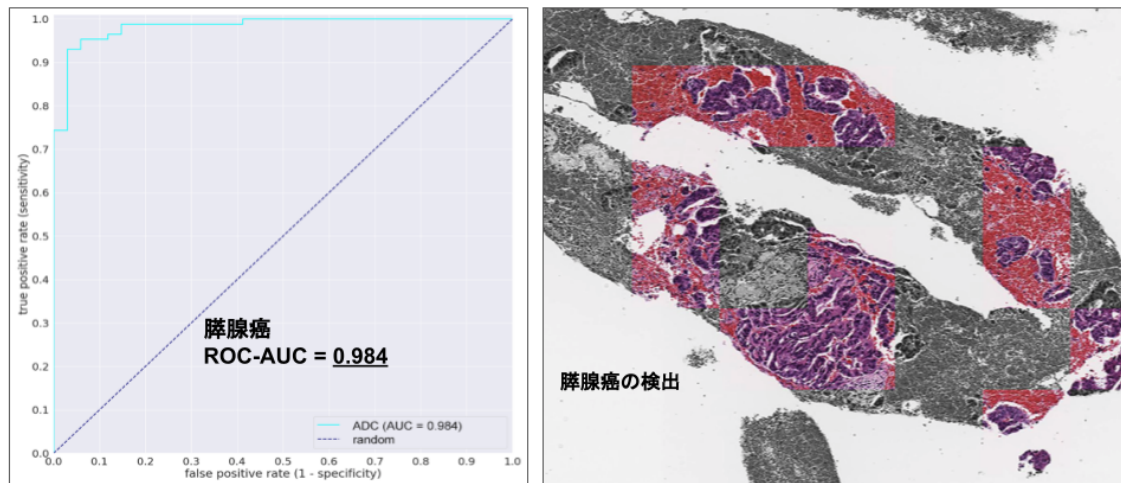 1.0
0.9
0.8
0.7
0.6
0.5
0.4
0.3
0.2
0.1
0.0
true positive rate (sensitivity)
膵腺癌
ROC-AUC = 0.984
ADC (AUC = 0.984)
random
0.0 0.1 0.2 0.3 0.4 0.5 0.6 0.7 0.8 0.9 1.0
false positive rate (1 - specificity)
膵腺癌の検出